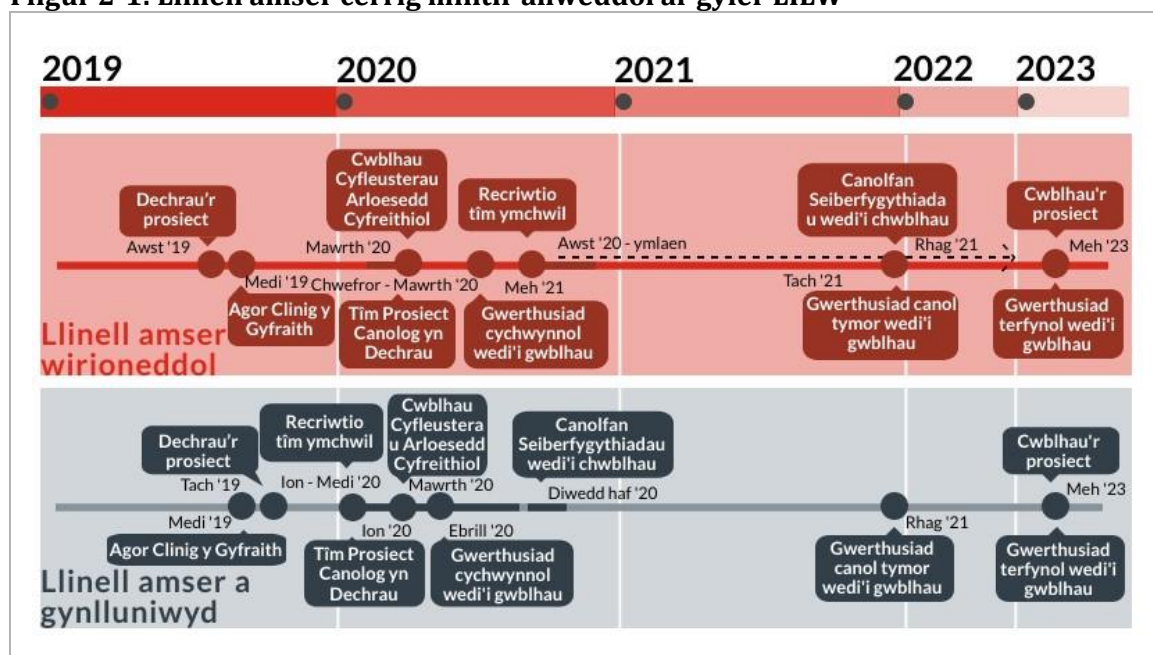 Ffigur 2-1: Llinell amser cerrig milltir allweddol ar gyfer LILW
2019 2020 2021 2022 2023
Cwblhau
Cyfleusterau
Arloesedd
Cyfreithiol
Dechrau'r
prosiect
Recriwtio
tîm ymchwil
Canolfan
Seiberfygythiada
u wedi'i chwblhau
Cwblhau'r
prosiect
Awst '19
Mawrth '20
Awst '20 - ymlaen
Rhag '21
Meh '23
Medi '19
Chwefror - Mawrth '20
Meh '21
Tach '21
Agor Clinig y
Gyfraith
Tîm Prosiect
Canolog yn
Dechrau
Gwerthusiad
cychwynnol
wedi'i gwblhau
Gwerthusiad canol
tymor wedi'i
gwblhau
Gwerthusiad
terfynol wedi'i
gwblhau
Llinell amser
wirioneddol
Dechrau'r
prosiect
Recriwtio
tîm ymchwil
Cwblhau
Cyfleustera
u Arloesedd
Cyfreithiol
Canolfan
Seiberfygythiadau
wedi'i chwblhau
Cwblhau'r
prosiect
Tach '19
Ion - Medi '20
Mawrth '20
Diwedd haf '20
Meh '23
Medi '19
Ion '20
Ebrill '20
Rhag '21
Agor Clinig y Gyfraith
Tîm Prosiect
Canolog yn
Dechrau
Gwerthusiad
cychwynnol
wedi'i gwblhau
Gwerthusiad
canol tymor
wedi'i gwblhau
Gwerthusiad
terfynol wedi'i
gwblhau
Llinell amser a
gynlluniwyd